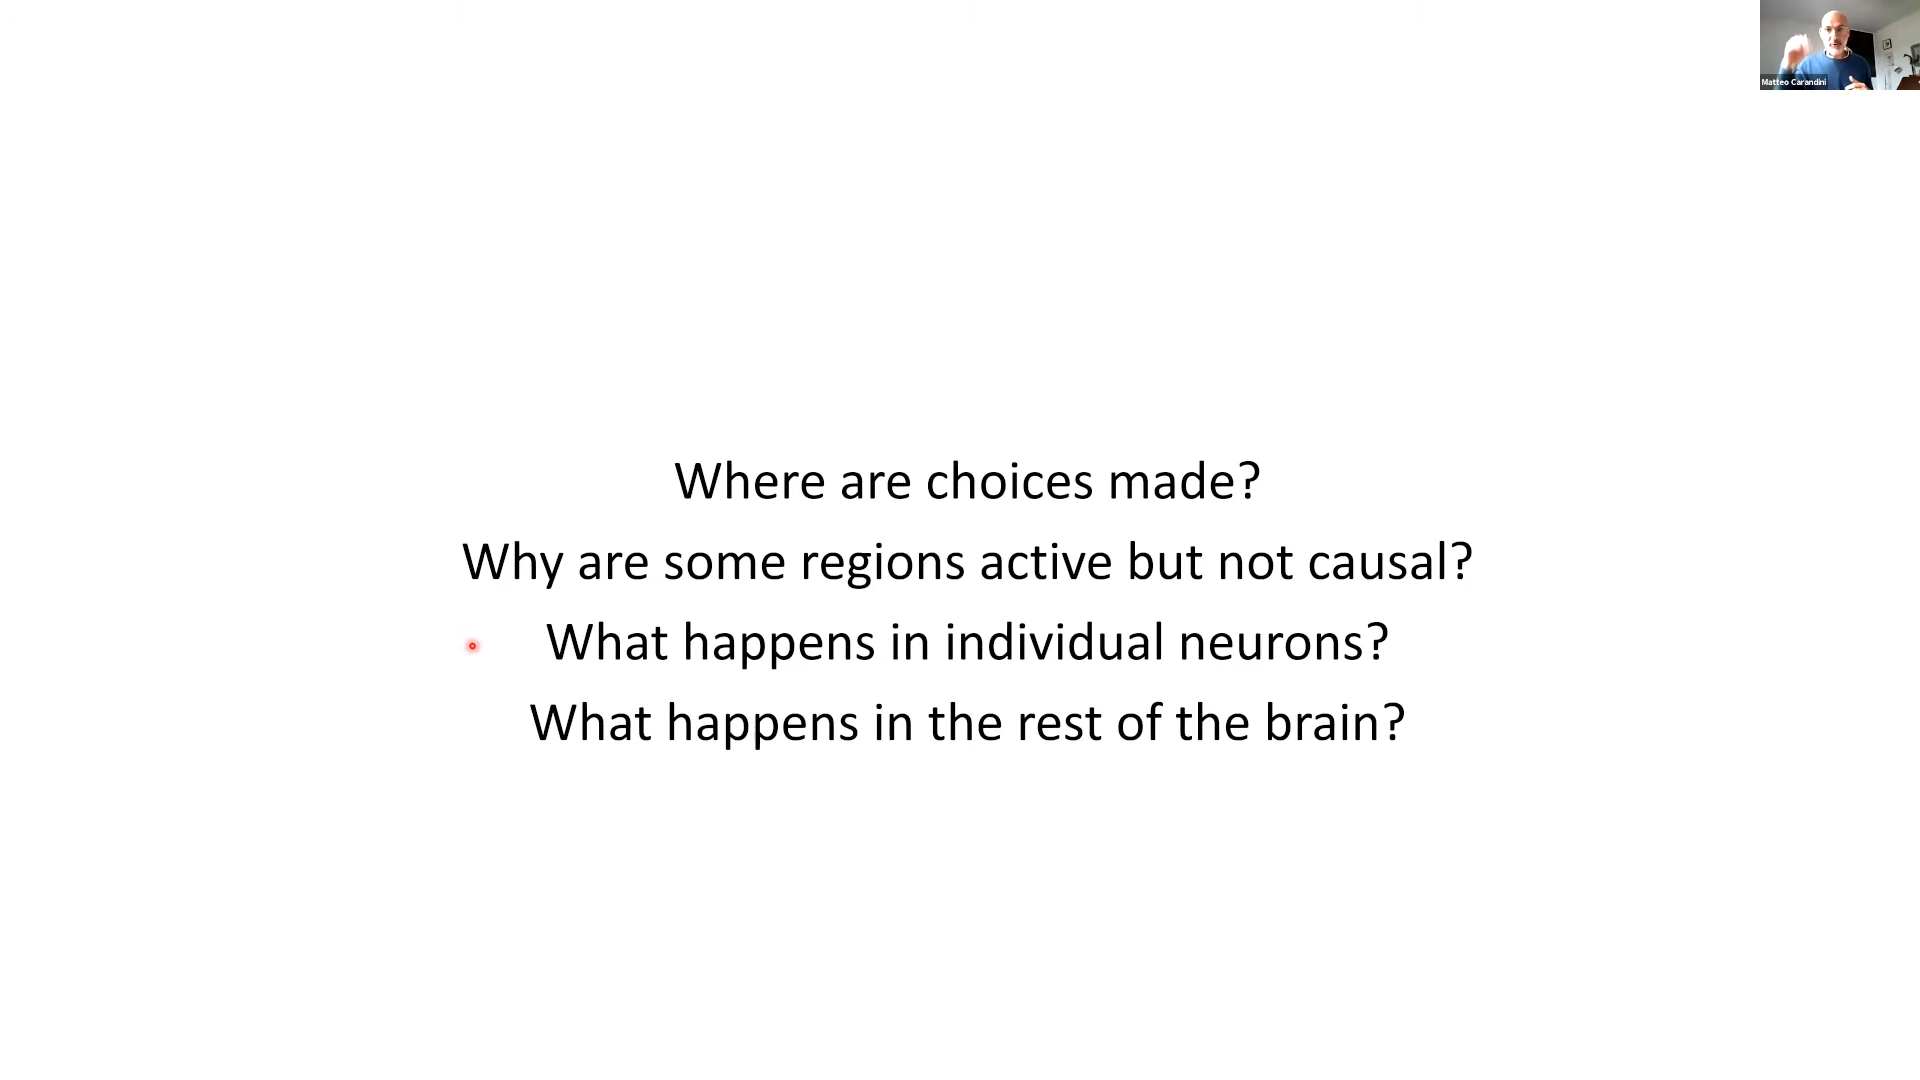 Matteo Carandini
Where are choices made?
Why are some regions active but not causal?
What happens in individual neurons?
What happens in the rest of the brain?